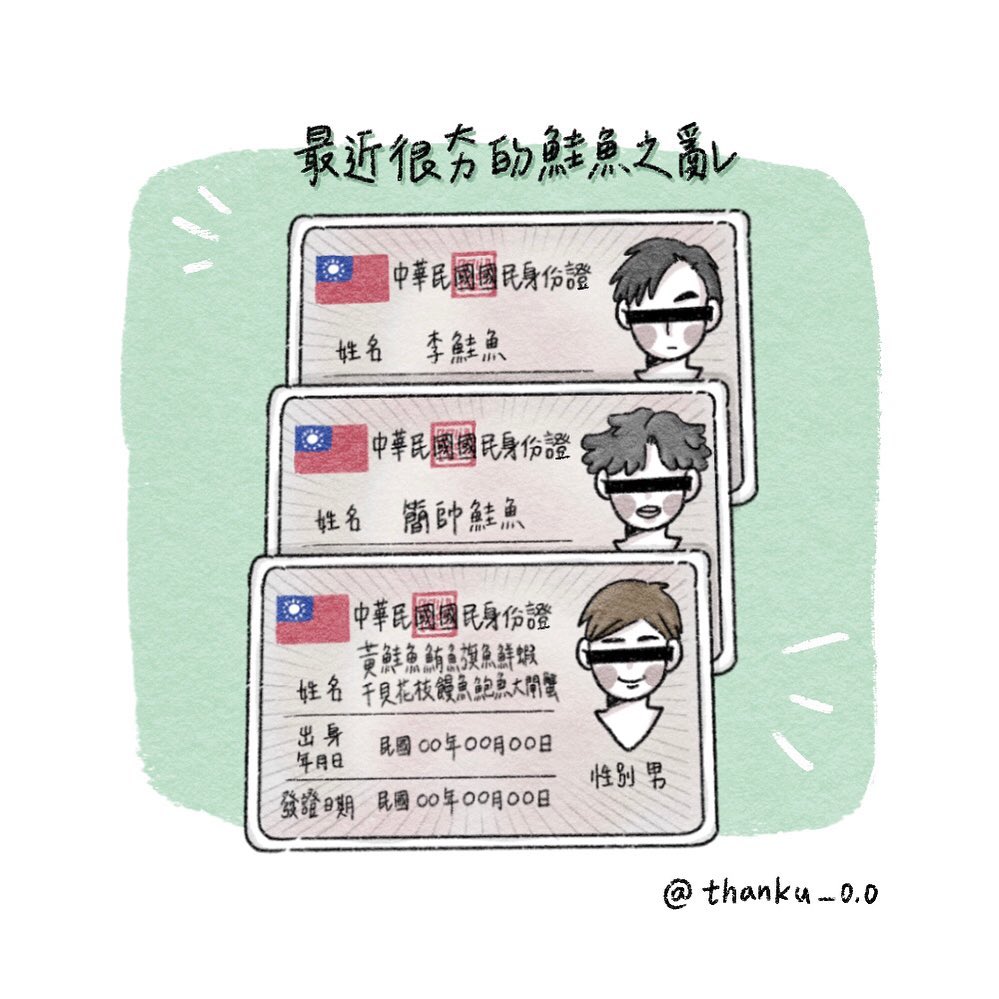 最近很夯的鮭魚之亂
中華民國國民身份證
姓名 李鮭魚
中華民國國民身份證
姓名 簡帥鮭魚
中華民國國民身份證
黃鮭魚鮪魚旗魚鮮蝦
姓名 干貝花枝饅魚鮑魚大閘蟹
出身
年月日 民國00年00月00日
性別 男
發證日期 民國00年00月00日
@thanku_o.o